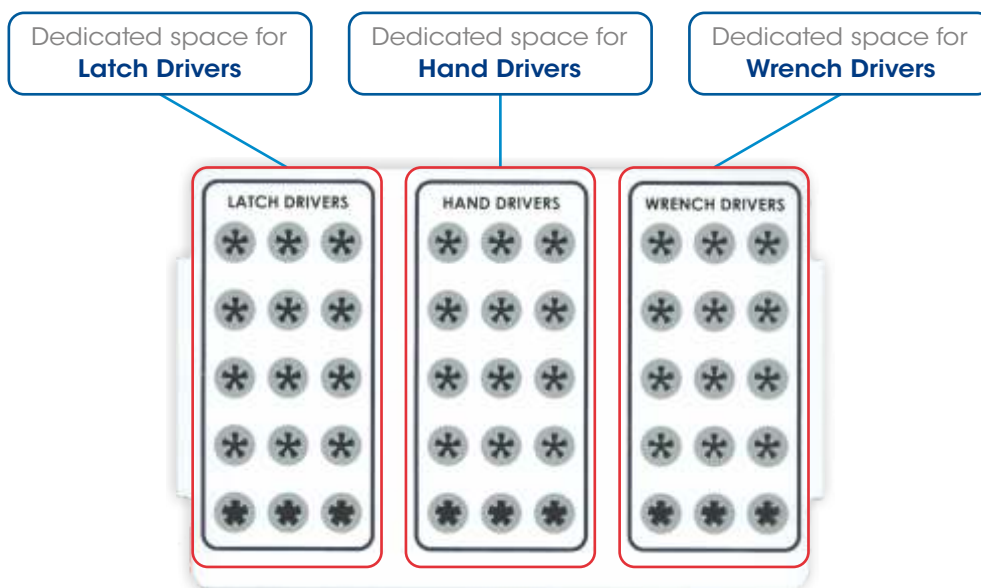 Dedicated space for
Latch Drivers
Dedicated space for
Hand Drivers
Dedicated space for
Wrench Drivers
LATCH DRIVERS
HAND DRIVERS
WRENCH DRIVERS